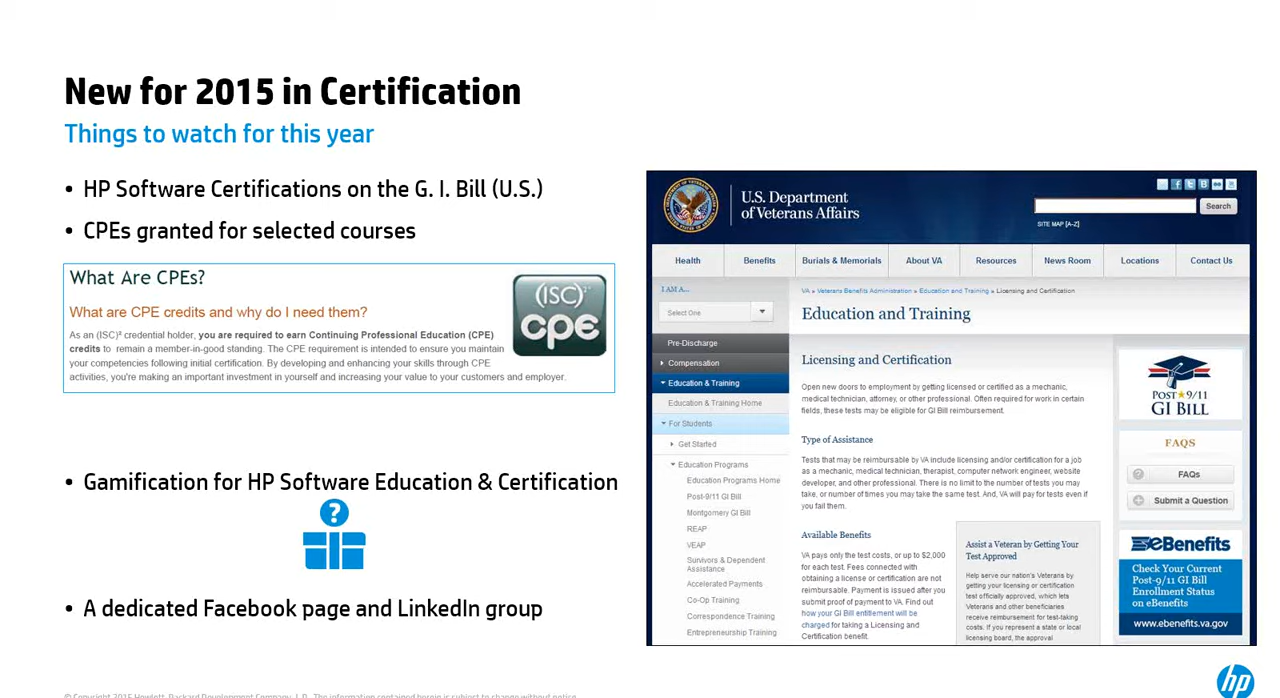 New for 2015 in Certification
Things to watch for this year
• HP Software Certifications on the G. I. Bill (U.S.)
• CPEs granted for selected courses
What Are CPEs?
What are CPE credits and why do I need them?
As an (ISC)² credential holder, you are required to earn Continuing Professional Education (CPE)
credits to remain a member-in-good standing. The CPE requirement is intended to ensure you maintain
your competencies following initial certification. By developing and enhancing your skills through CPE
activities, you're making an important investment in yourself and increasing your value to your customers and employer.
(ISC)²
cpe
• Gamification for HP Software Education & Certification
?
• A dedicated Facebook page and LinkedIn group
U.S. Department
of Veterans Affairs
Search
SITE MAP [A-Z]
Health
Benefits
Burials & Memorials
About VA
Resources
News Room
Locations
Contact Us
I AM A...
Select One
Pre-Discharge
Compensation
Education & Training
Education & Training Home
For Students
Get Started
Education Programs
Education Programs Home
Post-9/11 GI Bill
Montgomery GI Bill
REAP
VEAP
Survivors & Dependent
Assistance
Accelerated Payments
Co-Op Training
Correspondence Training
Entrepreneurship Training
VA » Veterans Benefits Administration » Education and Training » Licensing and Certification
Education and Training
Licensing and Certification
Open new doors to employment by getting licensed or certified as a mechanic,
medical technician, attorney, or other professional. Often required for work in certain
fields, these tests may be eligible for GI Bill reimbursement.
Type of Assistance
Tests that may be reimbursable by VA include licensing and/or certification for a job
as a mechanic, medical technician, therapist, computer network engineer, website
developer, and other professional. There is no limit to the number of tests you may
take, or number of times you may take the same test. And, VA will pay for tests even if
you fail them.
Available Benefits
VA pays only the test costs, or up to $2,000
for each test. Fees connected with
obtaining a license or certification are not
reimbursable. Payment is issued after you
submit proof of payment to VA. Find out
how your GI Bill entitlement will be
charged for taking a Licensing and
Certification benefit.
Assist a Veteran by Getting Your
Test Approved
Help serve our nation's Veterans by
getting your licensing or certification
test officially approved, which lets
Veterans and other beneficiaries
receive reimbursement for test-taking
costs. If you represent a state or local
licensing board, the approval
POST★9/11
GI BILL
FAQS
FAQs
Submit a Question
eBenefits
Check Your Current
Post-9/11 GI Bill
Enrollment Status
on eBenefits
www.ebenefits.va.gov
© Copyright 2015 Hewlett-Packard Development Company, L.P. The information contained herein is subject to change without notice.
hp